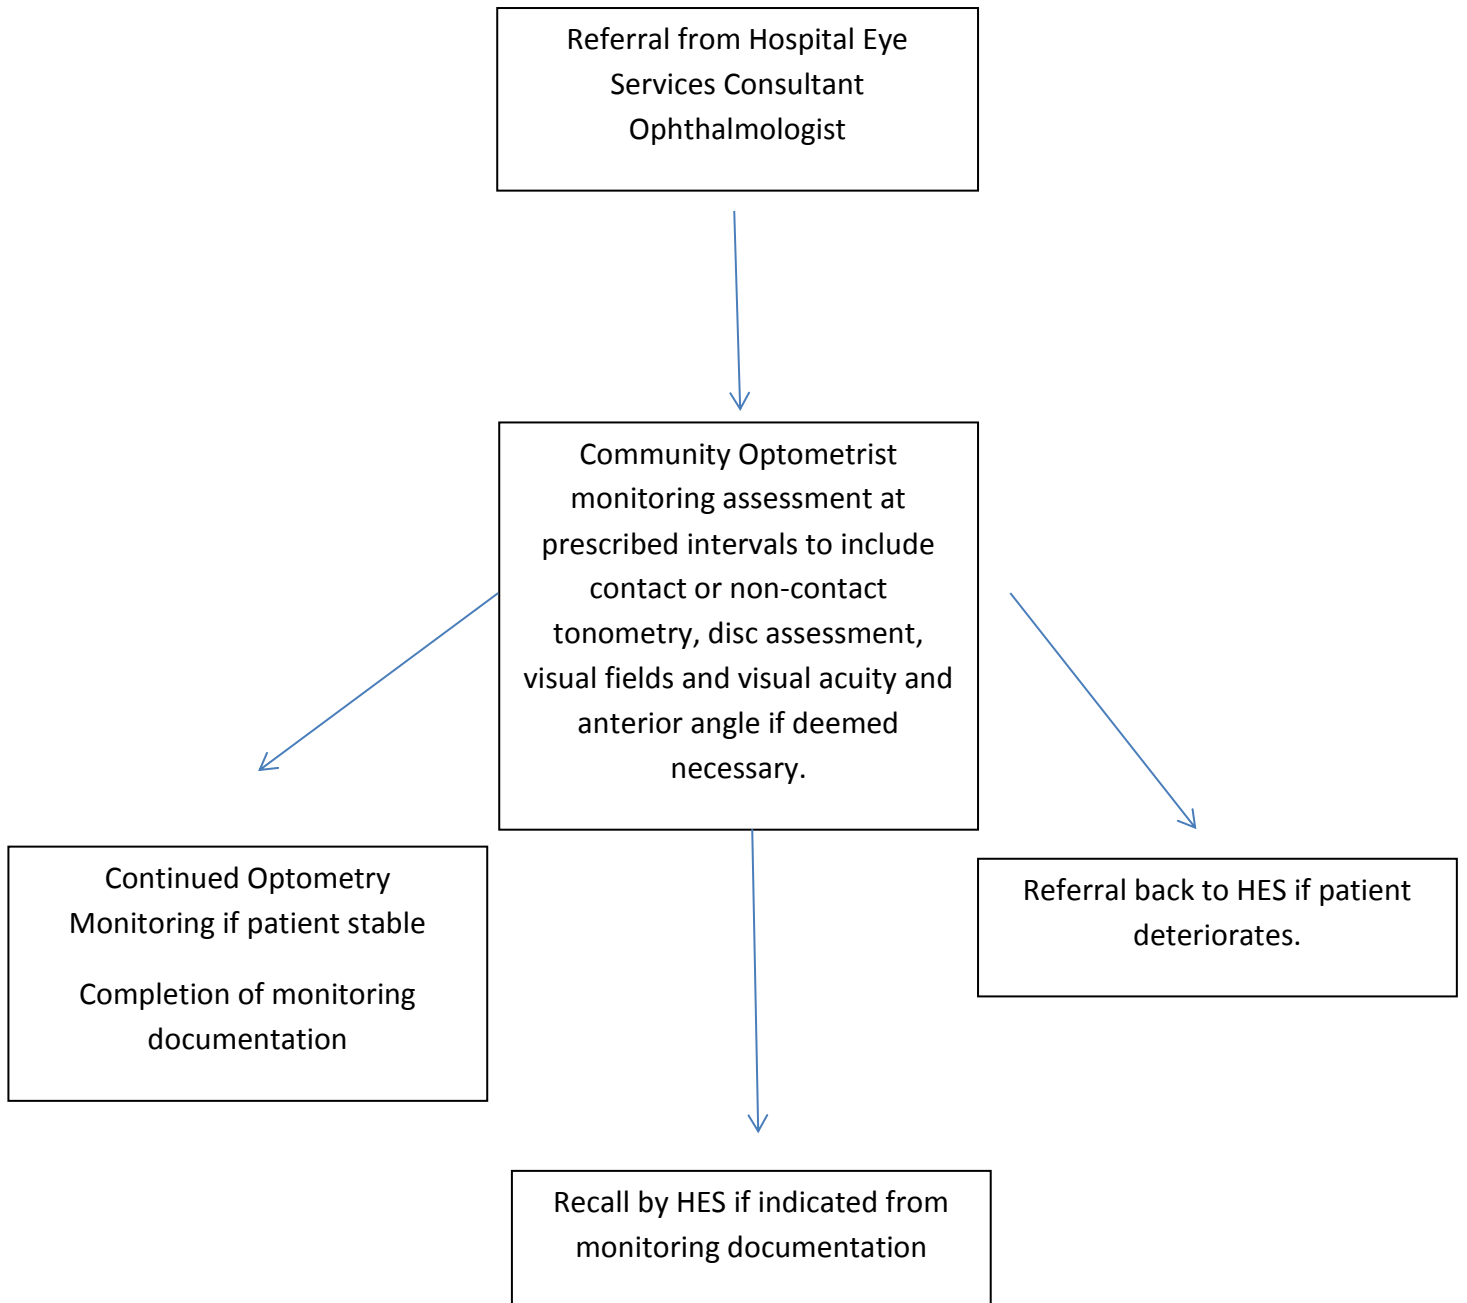 Referral from Hospital Eye
Services Consultant
Ophthalmologist
Community Optometrist
monitoring assessment at
prescribed intervals to include
contact or non-contact
tonometry, disc assessment,
visual fields and visual acuity and
anterior angle if deemed
necessary.
Continued Optometry
Monitoring if patient stable
Completion of monitoring
documentation
Referral back to HES if patient
deteriorates.
Recall by HES if indicated from
monitoring documentation